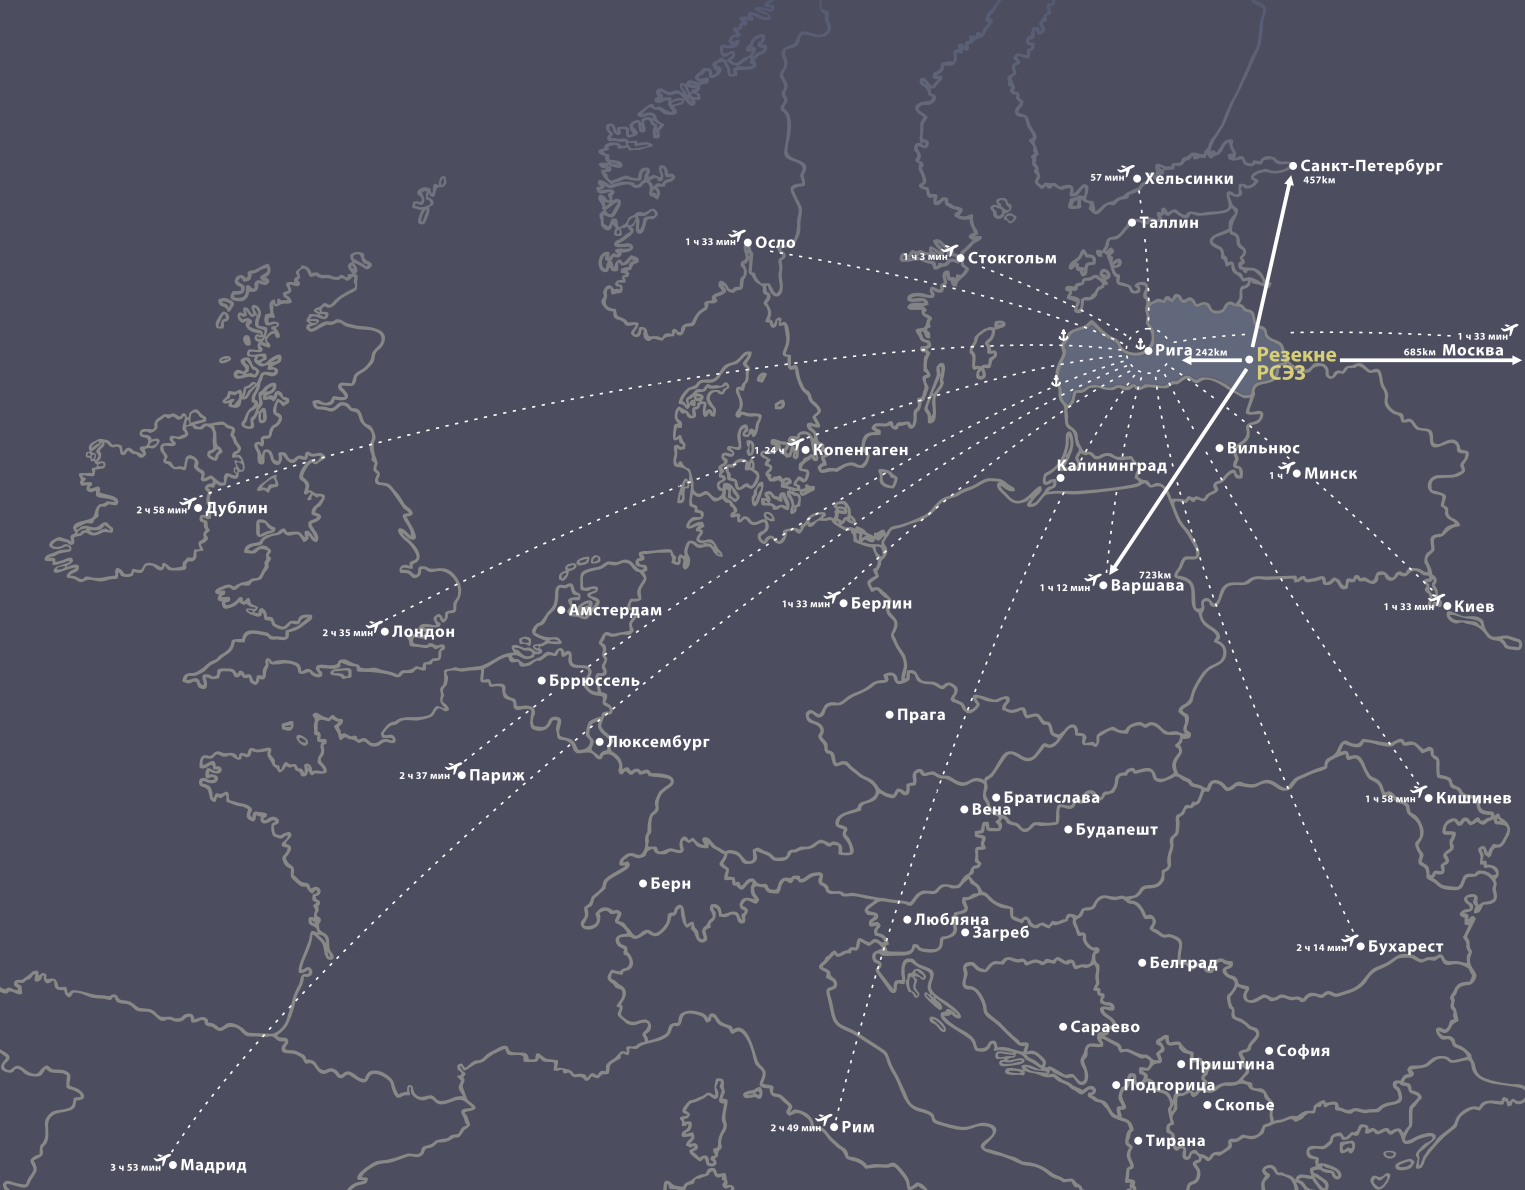 Санкт-Петербург
457км
57 мин
Хельсинки
Таллин
1 ч 33 мин
Осло
1 ч 3 мин
Стокгольм
1 ч 33 мин
Рига
242км
Резекне
РСЭЗ
685км
Москва
1 24 ч
Копенгаген
Вильнюс
Калининград
1 ч
Минск
2 ч 58 мин
Дублин
723км
1 ч 12 мин
Варшава
1ч 33 мин
Берлин
1 ч 33 мин
Киев
Амстердам
2 ч 35 мин
Лондон
Бррюссель
Прага
Люксембург
2 ч 37 мин
Париж
Братислава
Вена
1 ч 58 мин
Кишинев
Будапешт
Берн
Любляна
Загреб
2 ч 14 мин
Бухарест
Белград
Сараево
София
Приштина
Подгорица
Скопье
2 ч 49 мин
Рим
Тирана
3 ч 53 мин
Мадрид